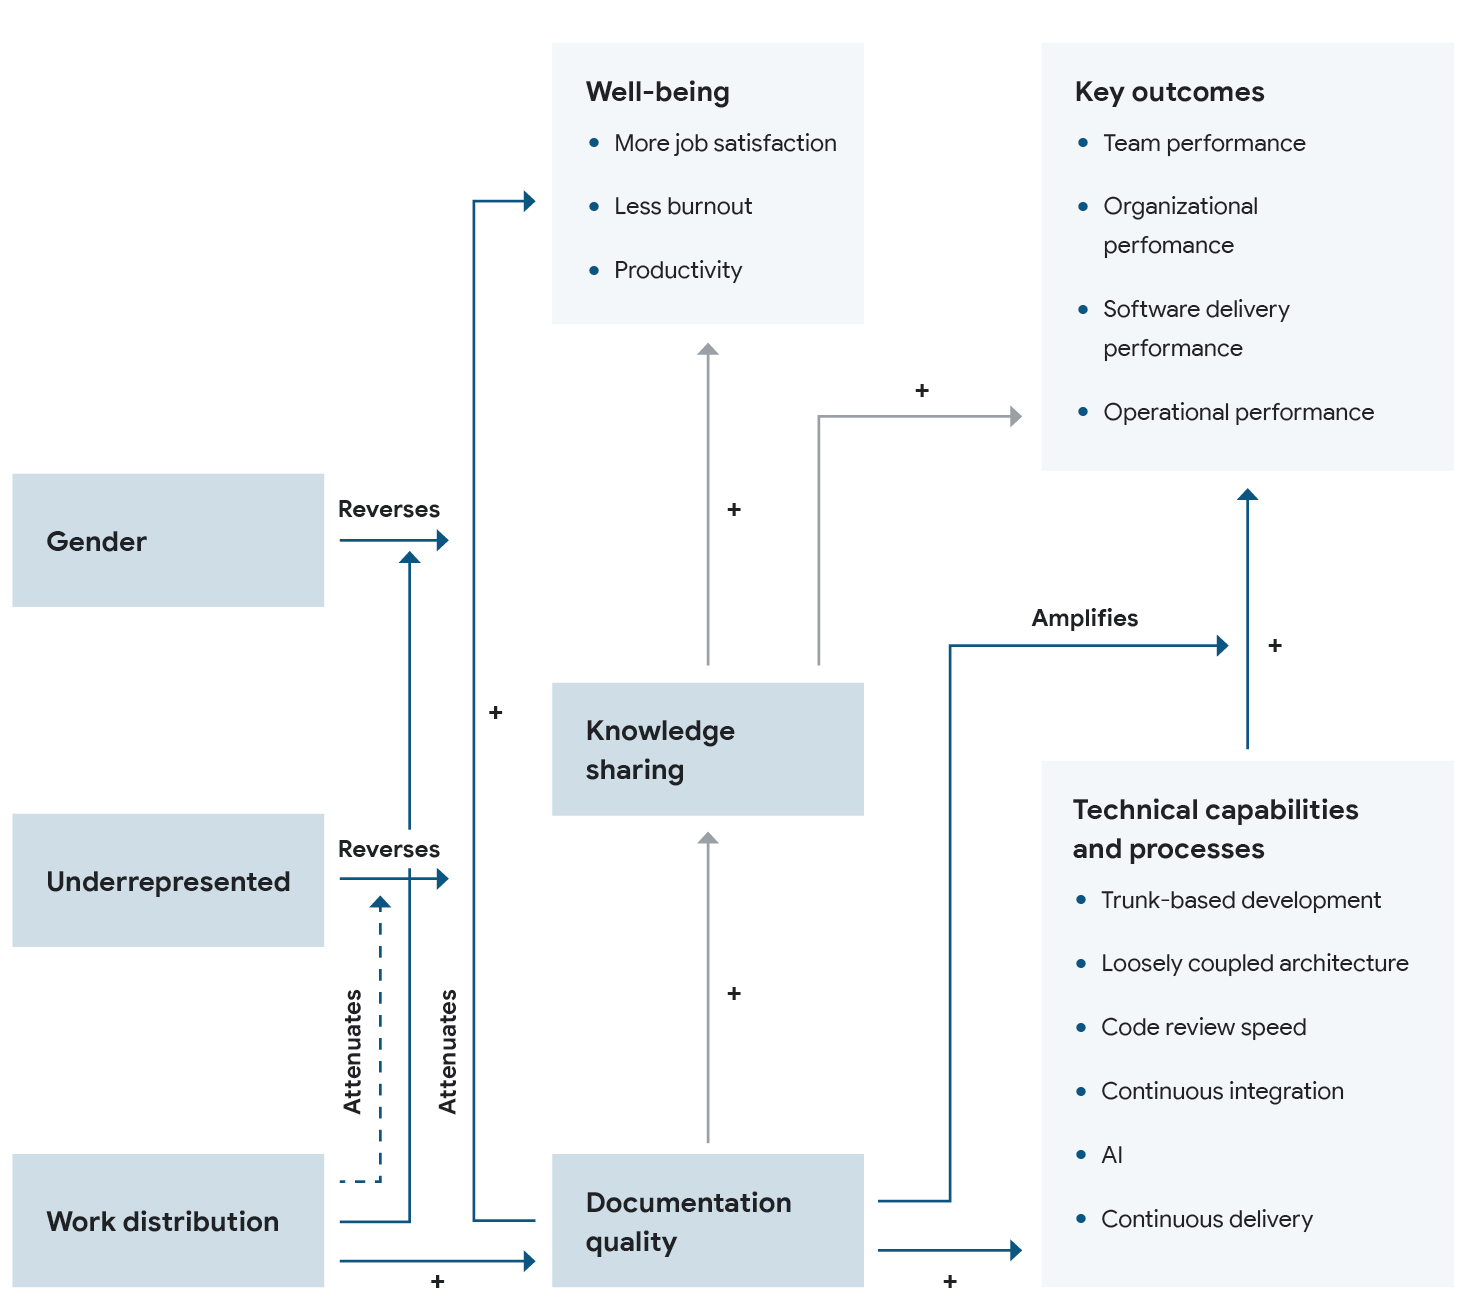 Well-being
More job satisfaction
Less burnout
Productivity
Key outcomes
Team performance
Organizational
perfomance
Software delivery
performance
Operational performance
+
Gender
Reverses
+
Amplifies
+
Knowledge
sharing
+
Underrepresented
Reverses
Technical capabilities
and processes
Trunk-based development
Loosely coupled architecture
Code review speed
Continuous integration
AI
Continuous delivery
+
Attenuates
Attenuates
Work distribution
+
Documentation
quality
+